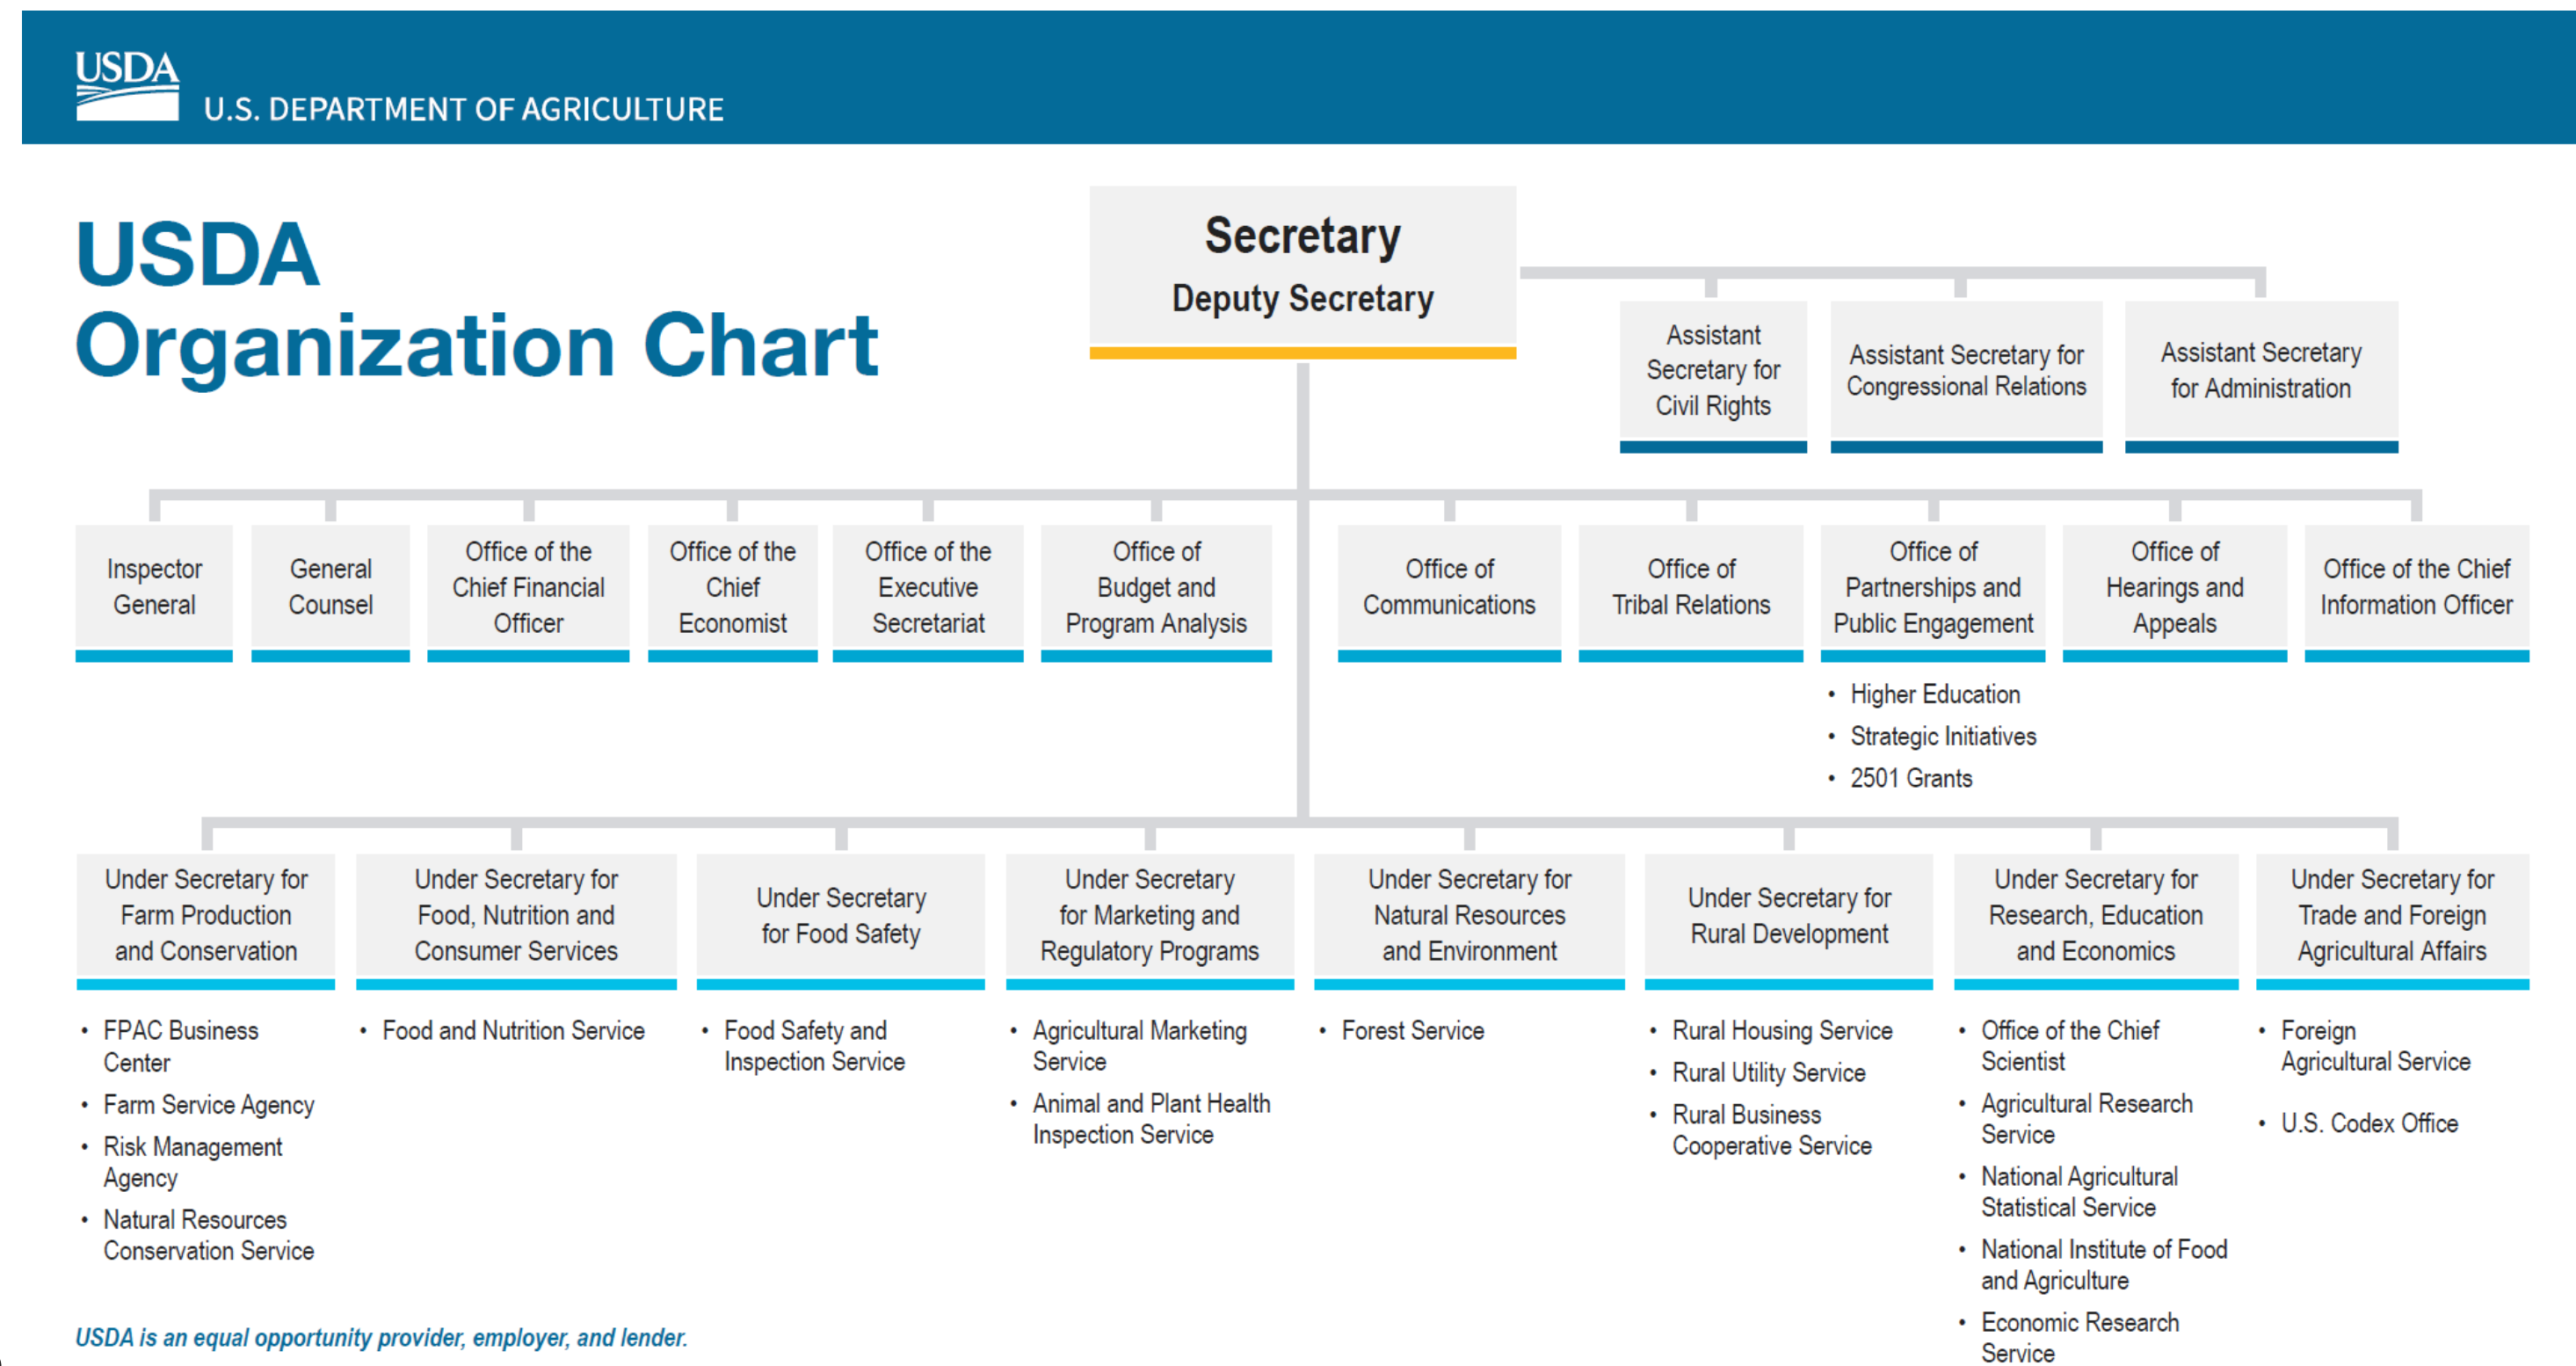 USDA
U.S. DEPARTMENT OF AGRICULTURE
USDA
Organization Chart
Secretary
Deputy Secretary
Assistant
Secretary for
Civil Rights
Assistant Secretary for
Congressional Relations
Assistant Secretary
for Administration
Inspector
General
General
Counsel
Office of the
Chief Financial
Officer
Office of the
Chief
Economist
Office of the
Executive
Secretariat
Office of
Budget and
Program Analysis
Office of
Communications
Office of
Tribal Relations
Office of
Partnerships and
Public Engagement
• Higher Education
• Strategic Initiatives
• 2501 Grants
Office of
Hearings and
Appeals
Office of the Chief
Information Officer
Under Secretary for
Farm Production
and Conservation
• FPAC Business
Center
• Farm Service Agency
• Risk Management
Agency
• Natural Resources
Conservation Service
Under Secretary for
Food, Nutrition and
Consumer Services
• Food and Nutrition Service
Under Secretary
for Food Safety
• Food Safety and
Inspection Service
Under Secretary
for Marketing and
Regulatory Programs
• Agricultural Marketing
Service
• Animal and Plant Health
Inspection Service
Under Secretary for
Natural Resources
and Environment
• Forest Service
Under Secretary for
Rural Development
• Rural Housing Service
• Rural Utility Service
• Rural Business
Cooperative Service
Under Secretary for
Research, Education
and Economics
• Office of the Chief
Scientist
• Agricultural Research
Service
• National Agricultural
Statistical Service
• National Institute of Food
and Agriculture
• Economic Research
Service
Under Secretary for
Trade and Foreign
Agricultural Affairs
• Foreign
Agricultural Service
• U.S. Codex Office
USDA is an equal opportunity provider, employer, and lender.